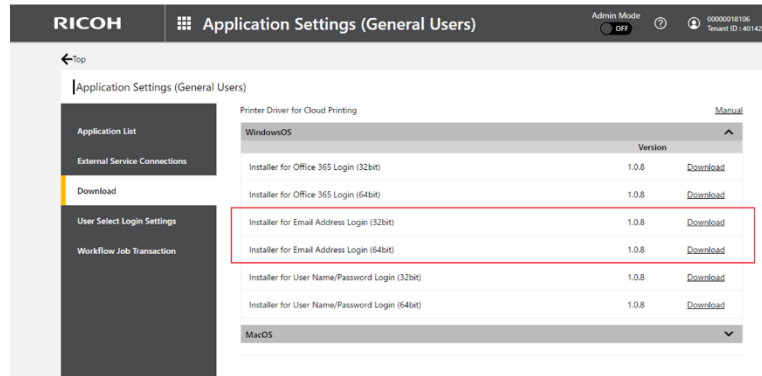 RICOH
Application Settings (General Users)
Admin Mode
OFF
00000018106
Tenant ID : 40142
Top
Application Settings (General Users)
Application List
External Service Connections
Download
User Select Login Settings
Workflow Job Transaction
Printer Driver for Cloud Printing Manual
WindowsOS
Version
Installer for Office 365 Login (32bit) 1.0.8 Download
Installer for Office 365 Login (64bit) 1.0.8 Download
Installer for Email Address Login (32bit) 1.0.8 Download
Installer for Email Address Login (64bit) 1.0.8 Download
Installer for User Name/Password Login (32bit) 1.0.8 Download
Installer for User Name/Password Login (64bit) 1.0.8 Download
MacOS